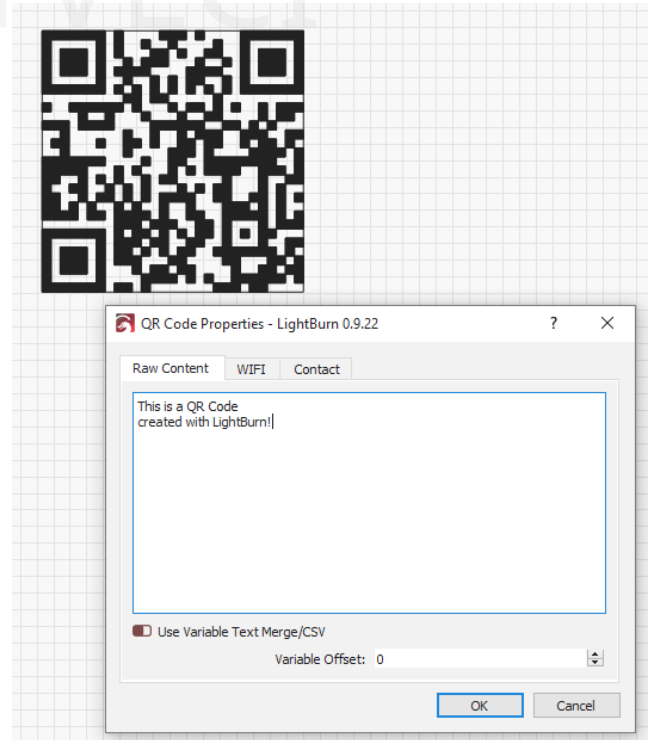 QR Code Properties - LightBurn 0.9.22
?
Raw Content WIFI Contact
This is a QR Code
created with LightBurn!
Use Variable Text Merge/CSV
Variable Offset: 0
OK Cancel